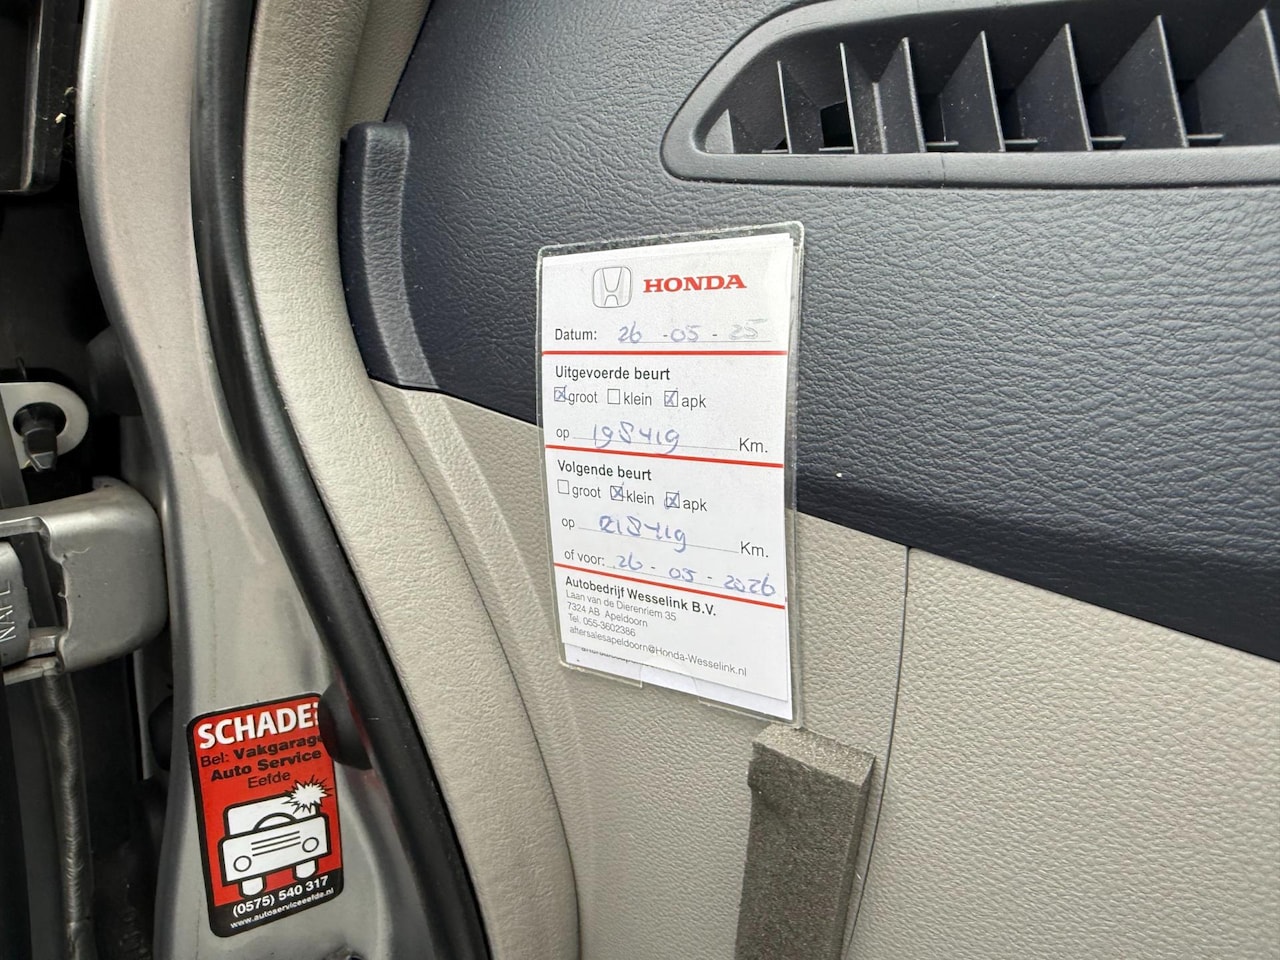 HONDA
Datum: 26 -05- 25
Uitgevoerde beurt
groot klein apk
op 198419 Km.
Volgende beurt
groot klein apk
op 218419 Km.
of voor: 26 - 05 - 2026
Autobedrijf Wesselink B.V.
Laan van de Dierenriem 35
7324 AB Apeldoorn
Tel. 055-3602386
aftersalesapeldoorn@Honda-Wesselink.nl
SCHADE?
Bel: Vakgarage
Auto Service
Eefde
(0575) 540 317
www.autoserviceeefde.nl